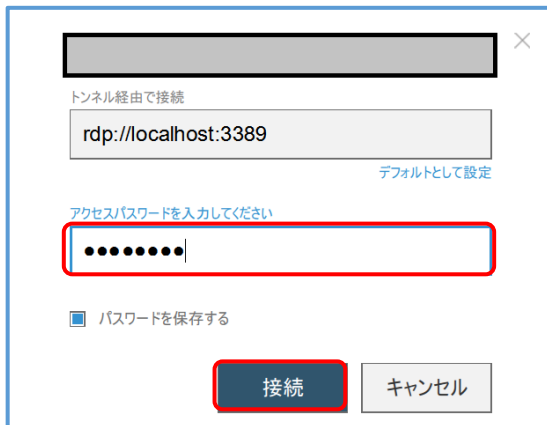 トンネル経由で接続
rdp://localhost:3389
デフォルトとして設定
アクセスパスワードを入力してください
●●●●●●●●
パスワードを保存する
接続
キャンセル